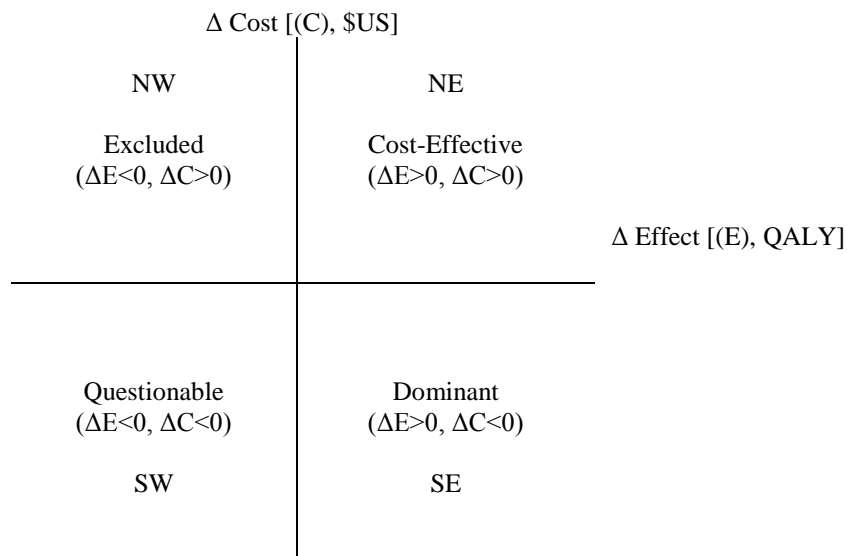 Δ Cost [(C), $US]
NW
NE
Excluded
(ΔE<0, ΔC>0)
Cost-Effective
(ΔE>0, ΔC>0)
Δ Effect [(E), QALY]
Questionable
(ΔE<0, ΔC<0)
Dominant
(ΔE>0, ΔC<0)
SW
SE